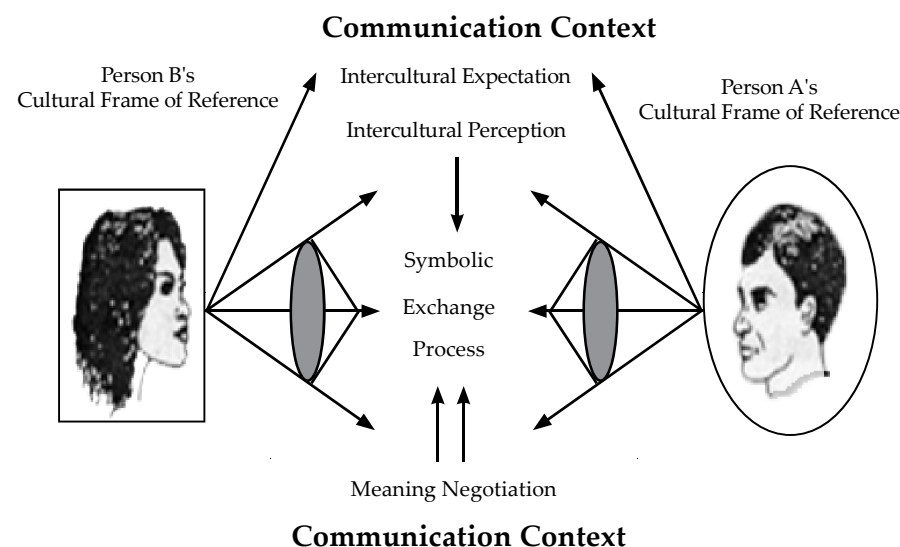 Communication Context
Person B's
Cultural Frame of Reference
Intercultural Expectation
Person A's
Cultural Frame of Reference
Intercultural Perception
Symbolic
Exchange
Process
Meaning Negotiation
Communication Context